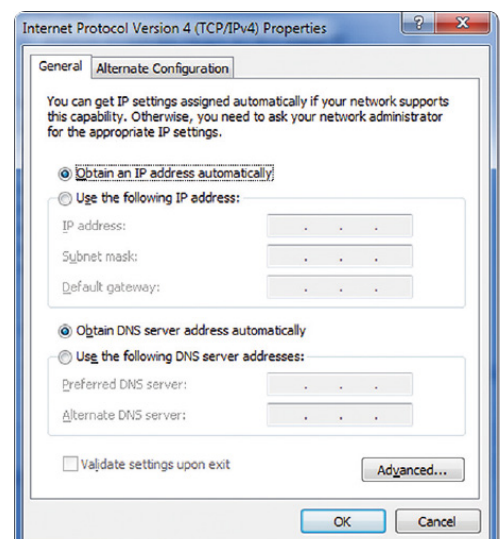 Internet Protocol Version 4 (TCP/IPv4) Properties
General Alternate Configuration
You can get IP settings assigned automatically if your network supports
this capability. Otherwise, you need to ask your network administrator
for the appropriate IP settings.
Obtain an IP address automatically
Use the following IP address:
IP address:
Subnet mask:
Default gateway:
Obtain DNS server address automatically
Use the following DNS server addresses:
Preferred DNS server:
Alternate DNS server:
Validate settings upon exit
Advanced...
OK Cancel